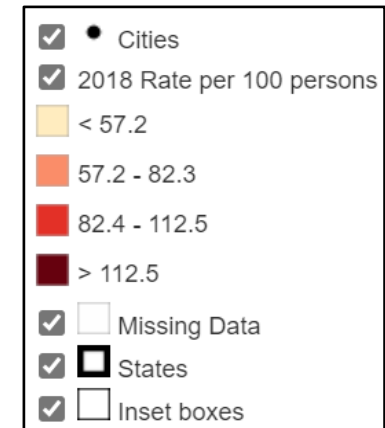 Cities
2018 Rate per 100 persons
< 57.2
57.2 - 82.3
82.4 - 112.5
> 112.5
Missing Data
States
Inset boxes